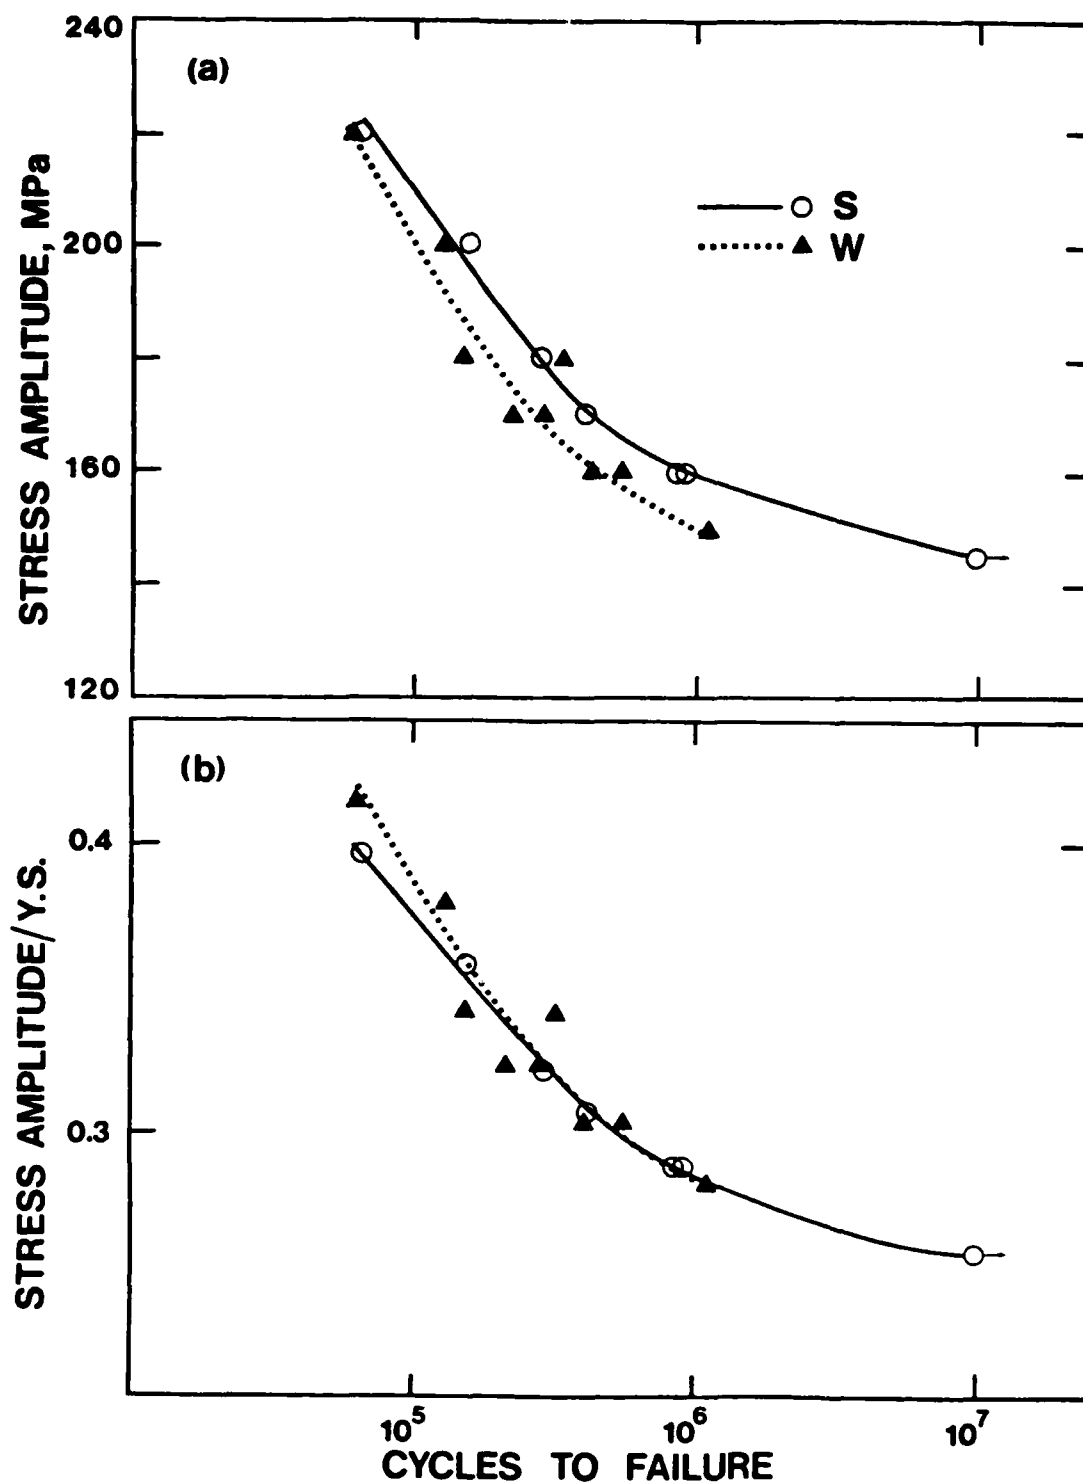 240
(a)
STRESS AMPLITUDE, MPa
S
200
W
160
120
(b)
0.4
STRESS AMPLITUDE/Y.S.
0.3
10⁵
10⁶
10⁷
CYCLES TO FAILURE